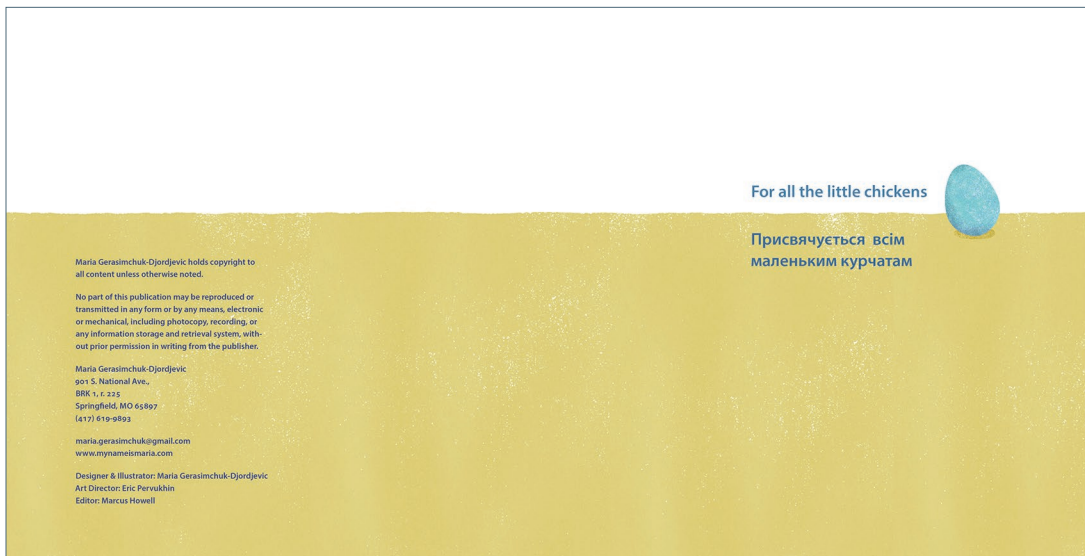 For all the little chickens
Присвячується всім
маленьким курчатам
Maria Gerasimchuk-Djordjevic holds copyright to
all content unless otherwise noted.
No part of this publication may be reproduced or
transmitted in any form or by any means, electronic
or mechanical, including photocopy, recording, or
any information storage and retrieval system, with-
out prior permission in writing from the publisher.
Maria Gerasimchuk-Djordjevic
901 S. National Ave.,
BRK 1, r. 225
Springfield, MO 65897
(417) 619-9893
maria.gerasimchuk@gmail.com
www.mynameismaria.com
Designer & Illustrator: Maria Gerasimchuk-Djordjevic
Art Director: Eric Pervukhin
Editor: Marcus Howell